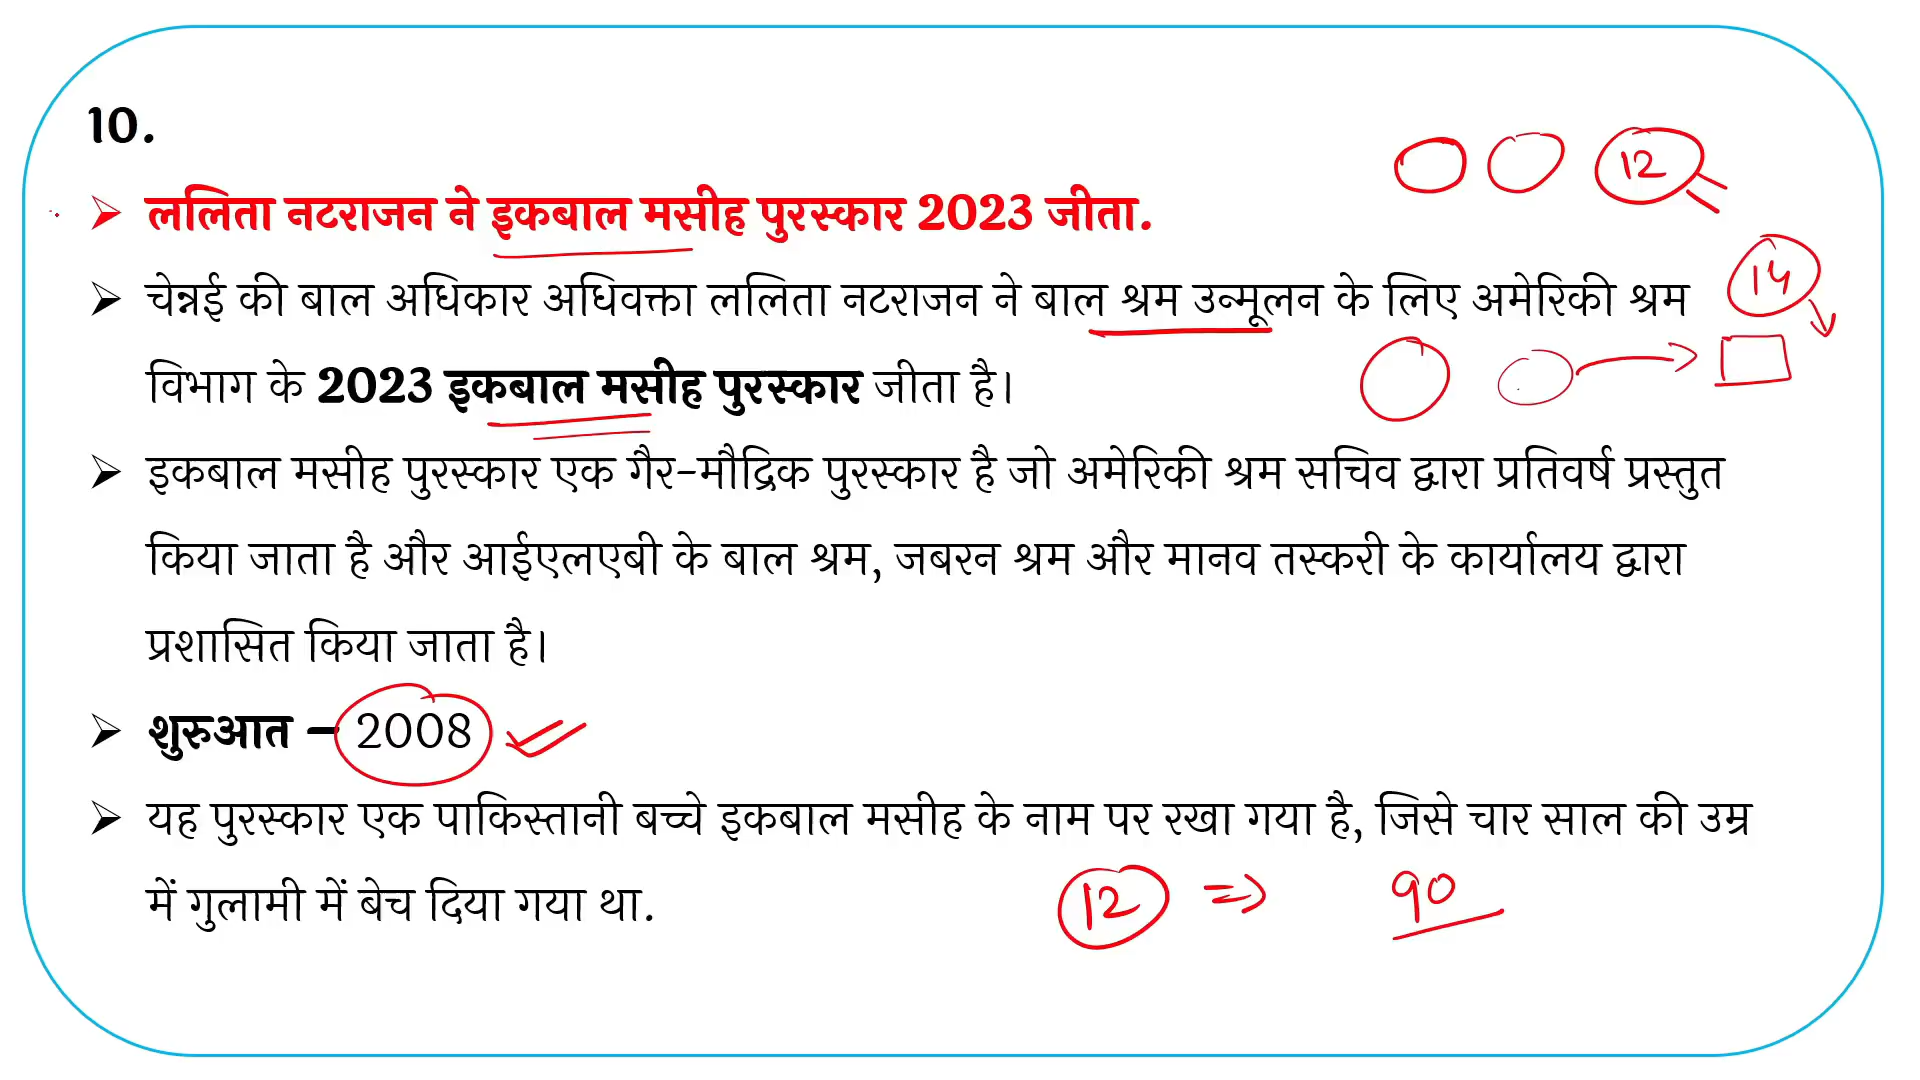 10.
ललिता नटराजन ने इकबाल मसीह पुरस्कार 2023 जीता.
12
चेन्नई की बाल अधिकार अधिवक्ता ललिता नटराजन ने बाल श्रम उन्मूलन के लिए अमेरिकी श्रम
14
विभाग के 2023 इकबाल मसीह पुरस्कार जीता है।
इकबाल मसीह पुरस्कार एक गैर-मौद्रिक पुरस्कार है जो अमेरिकी श्रम सचिव द्वारा प्रतिवर्ष प्रस्तुत
किया जाता है और आईएलएबी के बाल श्रम, जबरन श्रम और मानव तस्करी के कार्यालय द्वारा
प्रशासित किया जाता है।
शुरुआत – 2008
यह पुरस्कार एक पाकिस्तानी बच्चे इकबाल मसीह के नाम पर रखा गया है, जिसे चार साल की उम्र
में गुलामी में बेच दिया गया था.
12 => 90